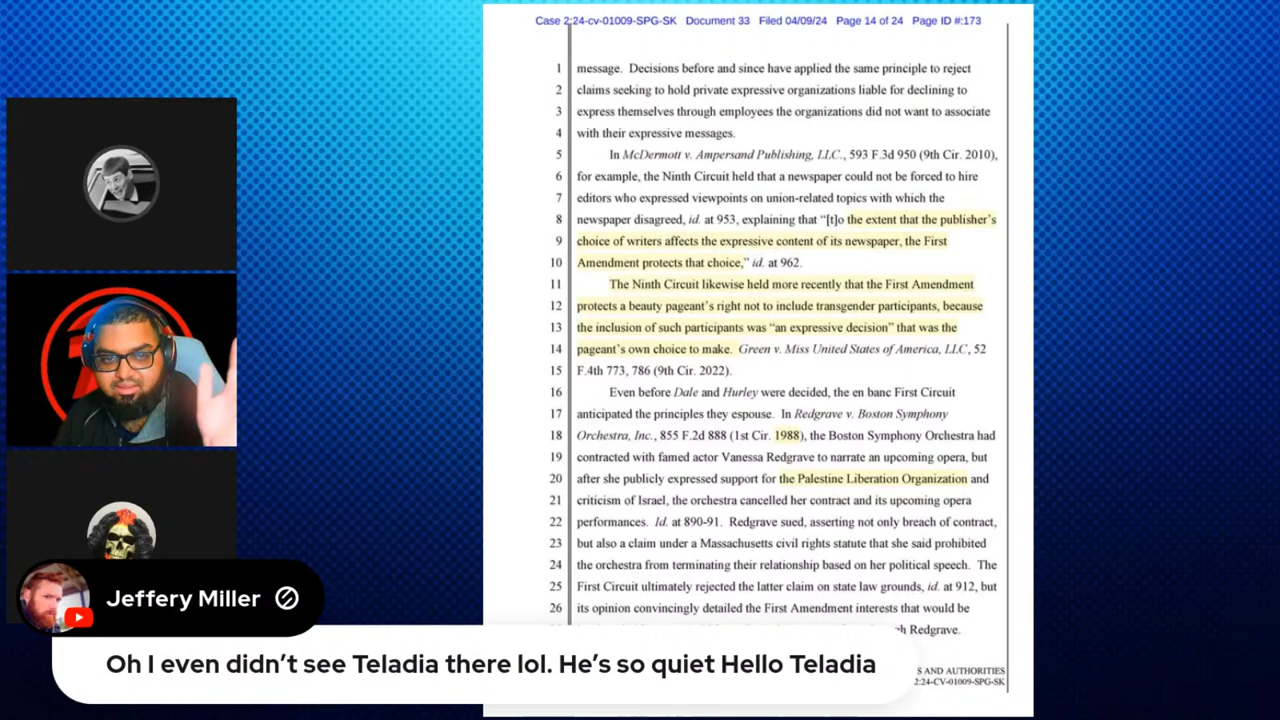 Case 2:24-cv-01009-SPG-SK Document 33 Filed 04/09/24 Page 14 of 24 Page ID #:173
1 message. Decisions before and since have applied the same principle to reject
2 claims seeking to hold private expressive organizations liable for declining to
3 express themselves through employees the organizations did not want to associate
4 with their expressive messages.
5 In McDermott v. Ampersand Publishing, LLC., 593 F.3d 950 (9th Cir. 2010),
6 for example, the Ninth Circuit held that a newspaper could not be forced to hire
7 editors who expressed viewpoints on union-related topics with which the
8 newspaper disagreed, id. at 953, explaining that “[t]o the extent that the publisher’s
9 choice of writers affects the expressive content of its newspaper, the First
10 Amendment protects that choice,” id. at 962.
11 The Ninth Circuit likewise held more recently that the First Amendment
12 protects a beauty pageant’s right not to include transgender participants, because
13 the inclusion of such participants was “an expressive decision” that was the
14 pageant’s own choice to make. Green v. Miss United States of America, LLC, 52
15 F.4th 773, 786 (9th Cir. 2022).
16 Even before Dale and Hurley were decided, the en banc First Circuit
17 anticipated the principles they espouse. In Redgrave v. Boston Symphony
18 Orchestra, Inc., 855 F.2d 888 (1st Cir. 1988), the Boston Symphony Orchestra had
19 contracted with famed actor Vanessa Redgrave to narrate an upcoming opera, but
20 after she publicly expressed support for the Palestine Liberation Organization and
21 criticism of Israel, the orchestra cancelled her contract and its upcoming opera
22 performances. Id. at 890-91. Redgrave sued, asserting not only breach of contract,
23 but also a claim under a Massachusetts civil rights statute that she said prohibited
24 the orchestra from terminating their relationship based on her political speech. The
25 First Circuit ultimately rejected the latter claim on state law grounds, id. at 912, but
26 its opinion convincingly detailed the First Amendment interests that would be
Redgrave.
S AND AUTHORITIES
2:24-CV-01009-SPG-SK
Jeffery Miller
Oh I even didn’t see Teladia there lol. He’s so quiet Hello Teladia